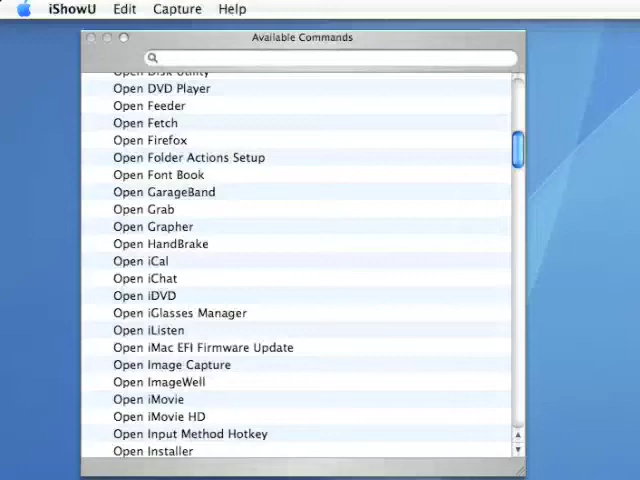 iShowU Edit Capture Help
Available Commands
Open Disk Utility
Open DVD Player
Open Feeder
Open Fetch
Open Firefox
Open Folder Actions Setup
Open Font Book
Open GarageBand
Open Grab
Open Grapher
Open HandBrake
Open iCal
Open iChat
Open iDVD
Open iGlasses Manager
Open iListen
Open iMac EFI Firmware Update
Open Image Capture
Open ImageWell
Open iMovie
Open iMovie HD
Open Input Method Hotkey
Open Installer